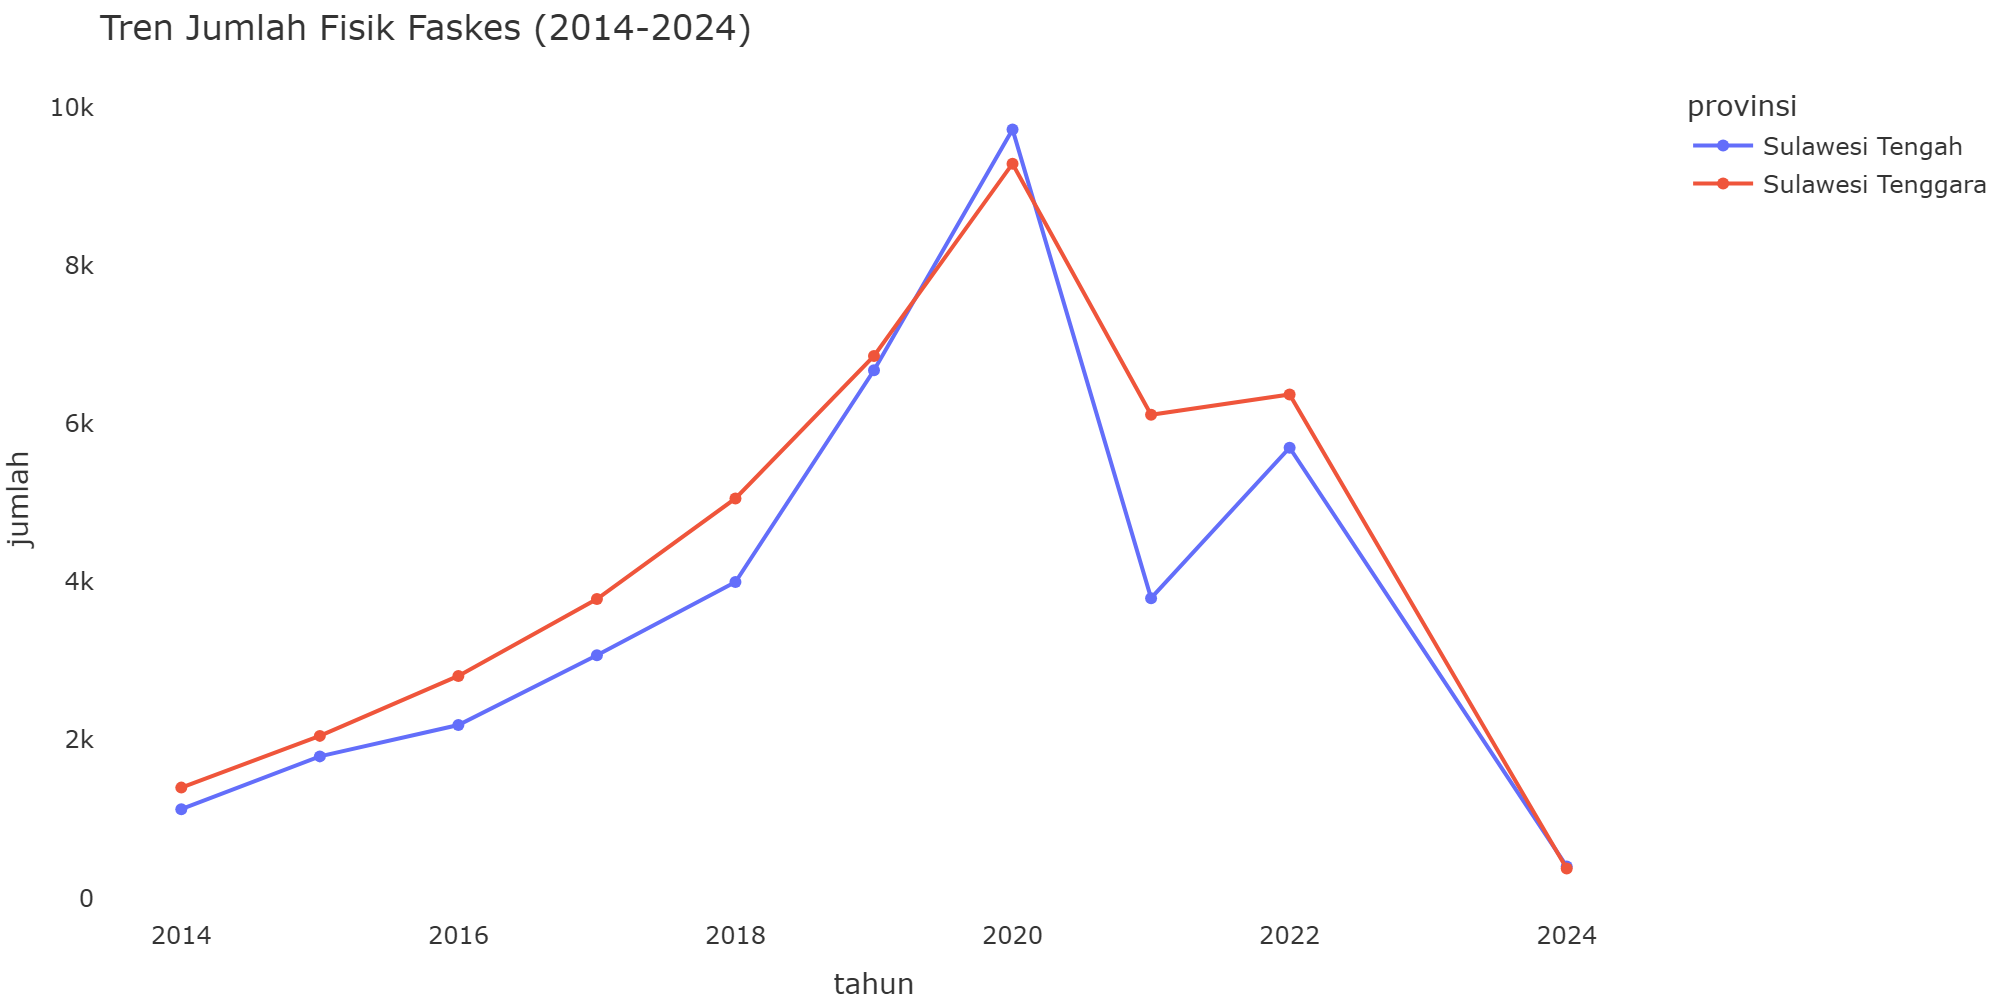 Tren Jumlah Fisik Faskes (2014-2024)
provinsi
Sulawesi Tengah
Sulawesi Tenggara
jumlah
10k
8k
6k
4k
2k
0
2014
2016
2018
2020
2022
2024
tahun